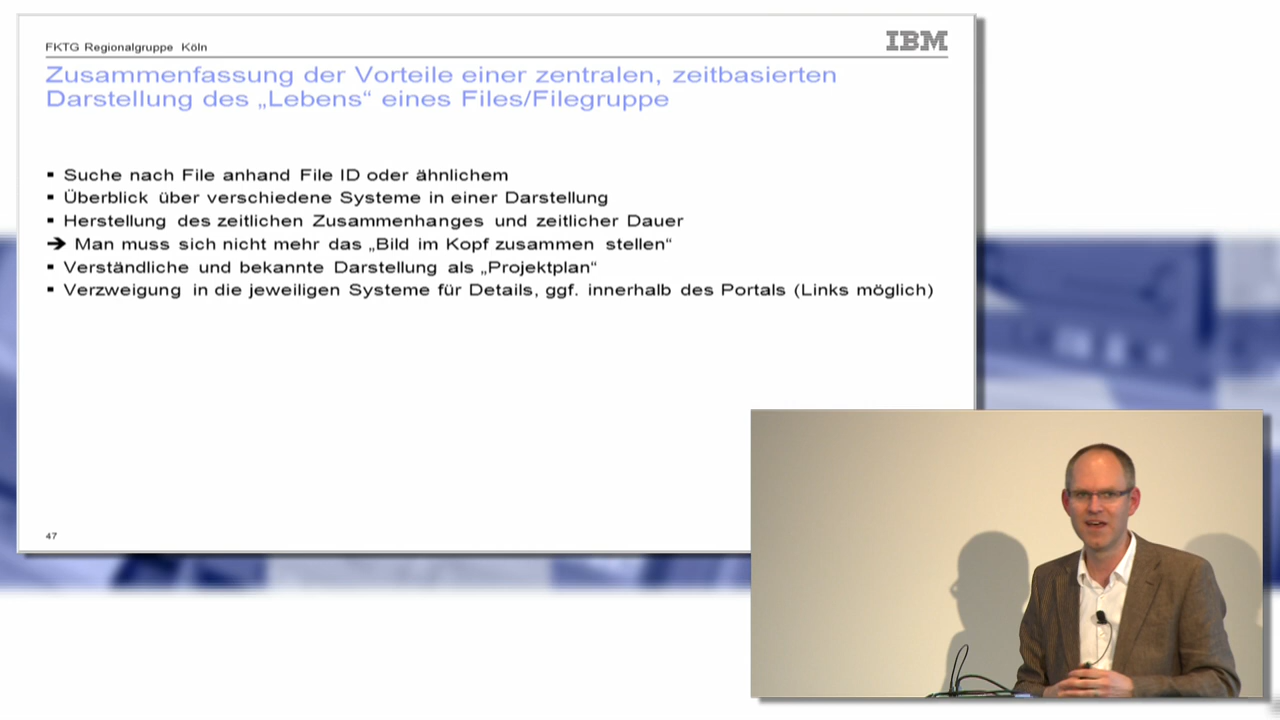 FKTG Regionalgruppe Köln
IBM
Zusammenfassung der Vorteile einer zentralen, zeitbasierten
Darstellung des „Lebens“ eines Files/Filegruppe
▪ Suche nach File anhand File ID oder ähnlichem
▪ Überblick über verschiedene Systeme in einer Darstellung
▪ Herstellung des zeitlichen Zusammenhanges und zeitlicher Dauer
➔ Man muss sich nicht mehr das „Bild im Kopf zusammen stellen“
▪ Verständliche und bekannte Darstellung als „Projektplan“
▪ Verzweigung in die jeweiligen Systeme für Details, ggf. innerhalb des Portals (Links möglich)
47